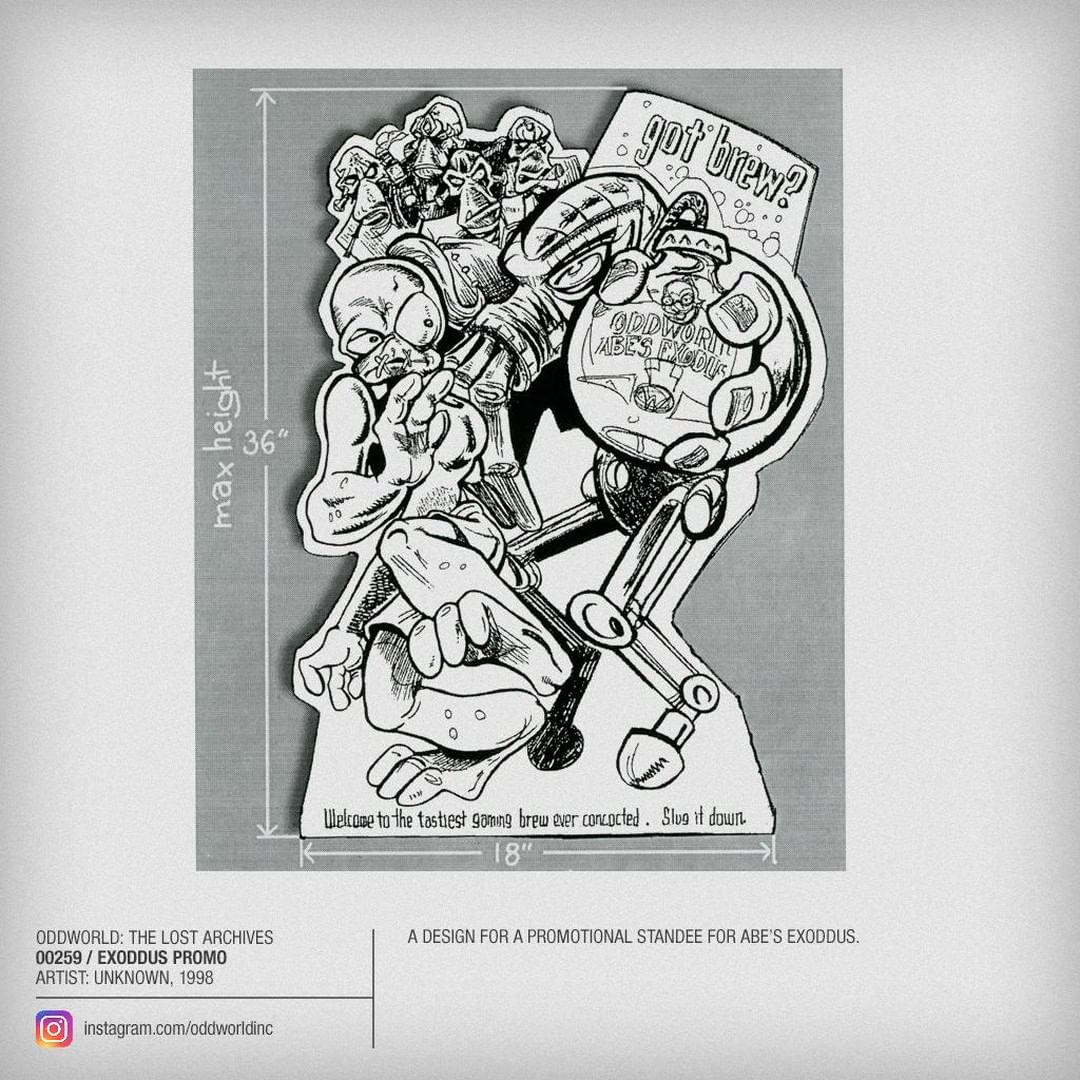 got brew?
ODDWORLD
ABE'S EXODDUS
max height
36"
Welcome to the tastiest gaming brew ever concocted. Slug it down.
18"
ODDWORLD: THE LOST ARCHIVES
00259 / EXODDUS PROMO
ARTIST: UNKNOWN, 1998
instagram.com/oddworldinc
A DESIGN FOR A PROMOTIONAL STANDEE FOR ABE'S EXODDUS.